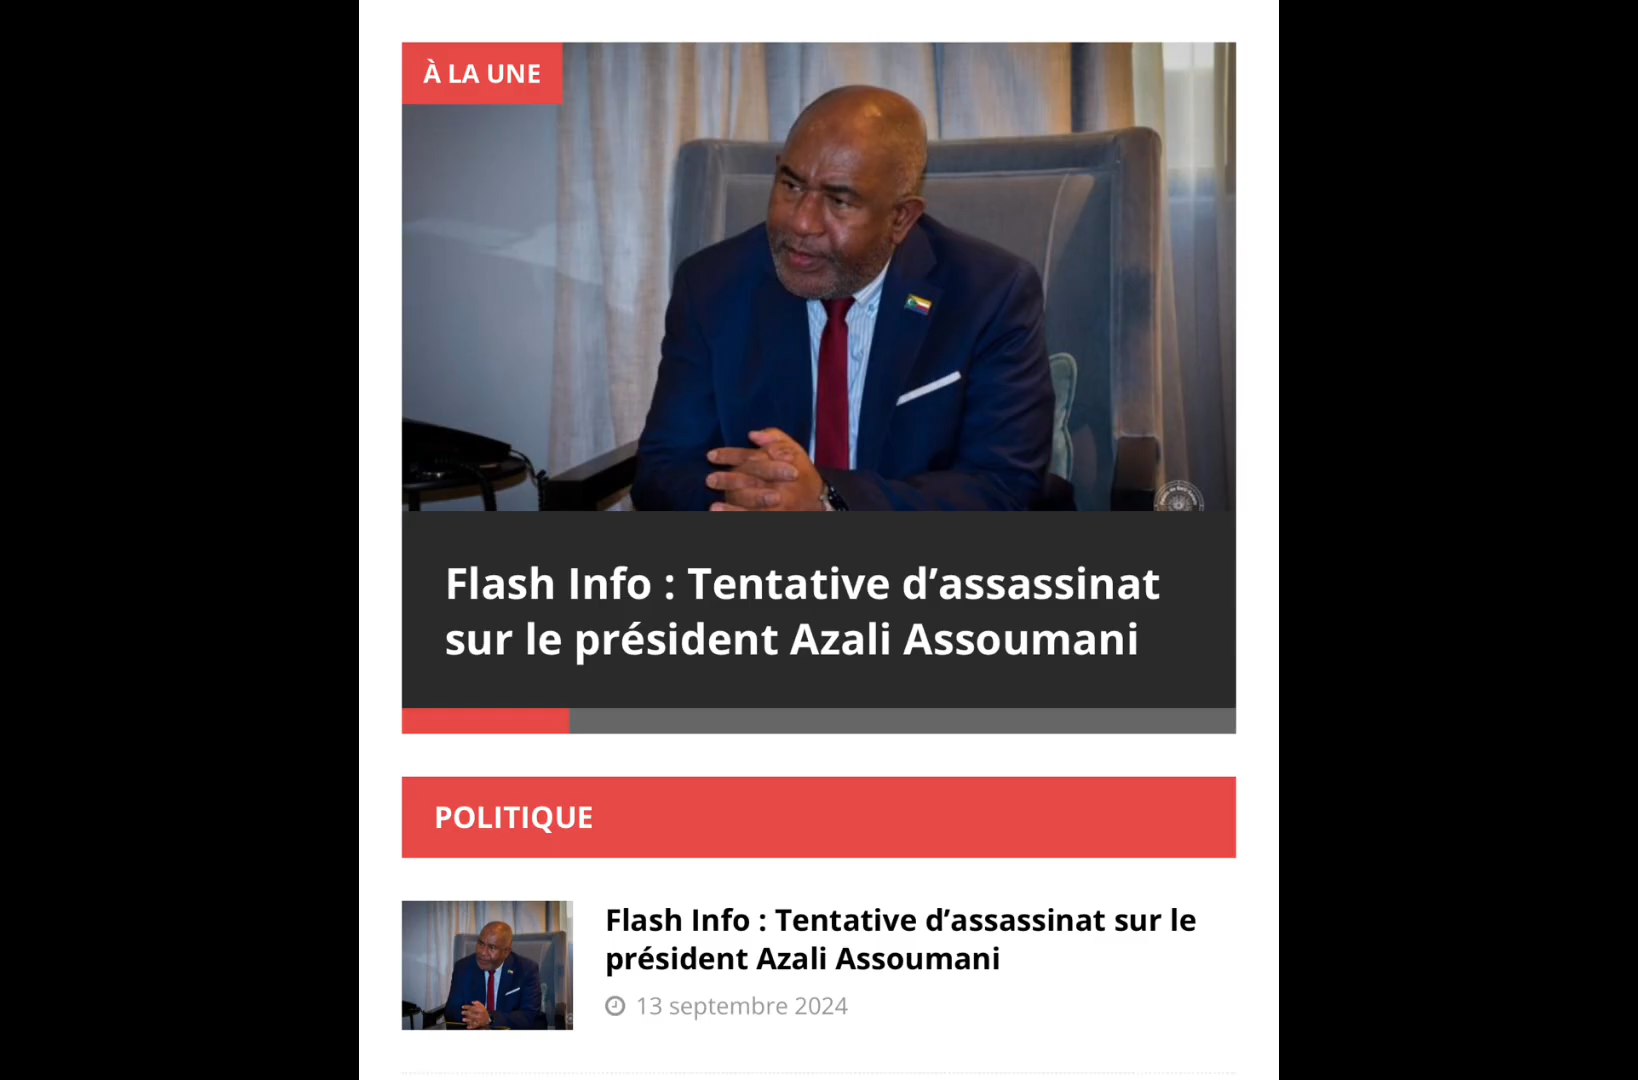 À LA UNE
Flash Info : Tentative d’assassinat
sur le président Azali Assoumani
POLITIQUE
Flash Info : Tentative d’assassinat sur le
président Azali Assoumani
13 septembre 2024